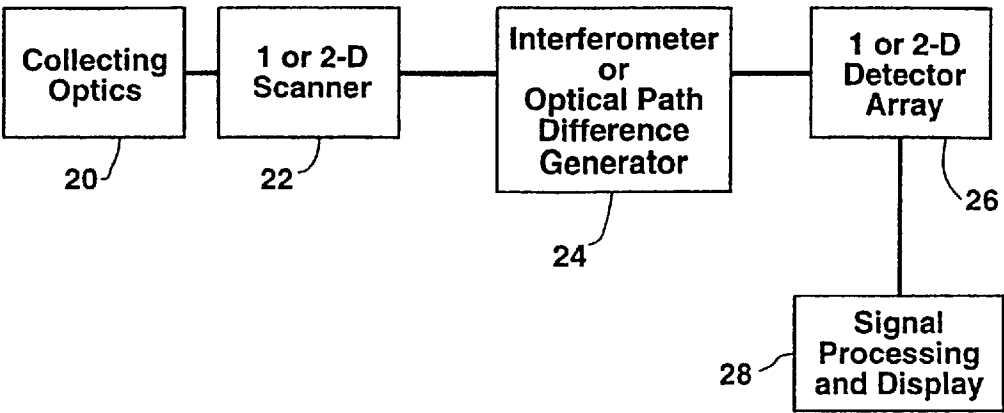 Collecting
Optics
20
1 or 2-D
Scanner
22
Interferometer
or
Optical Path
Difference
Generator
24
1 or 2-D
Detector
Array
26
Signal
Processing
and Display
28